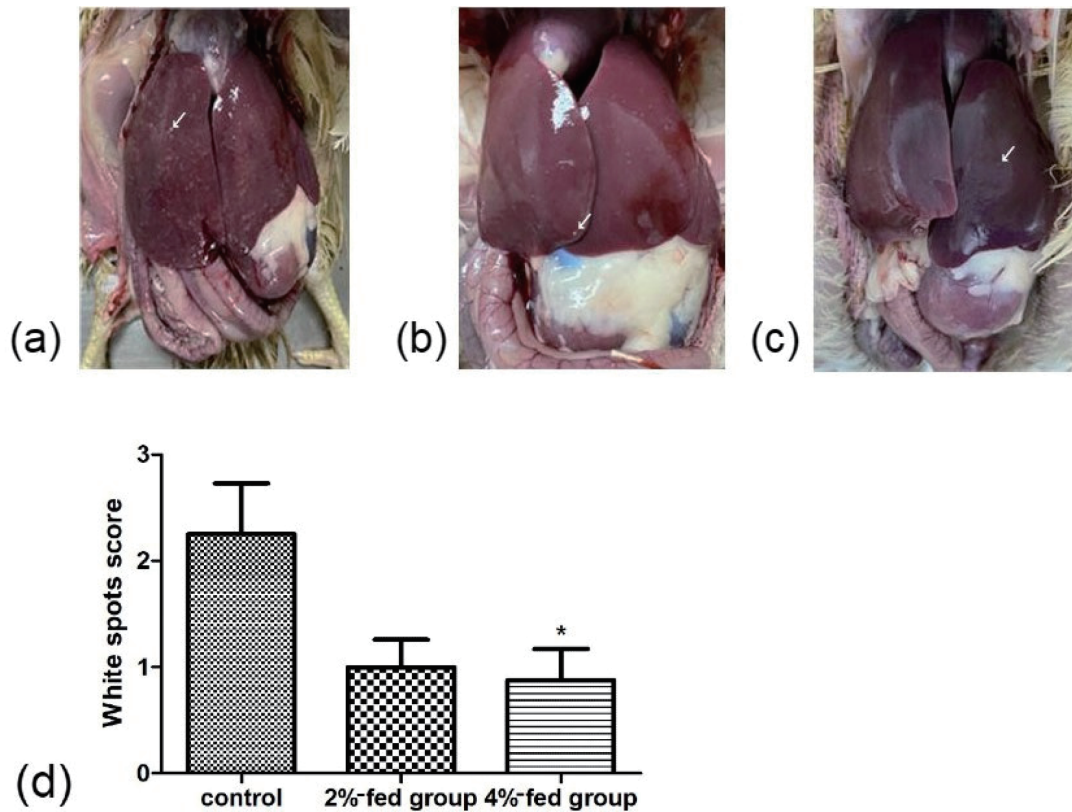 (a)
(b)
(c)
3
2
1
0
White spots score
*
control
2%-fed group
4%-fed group
(d)